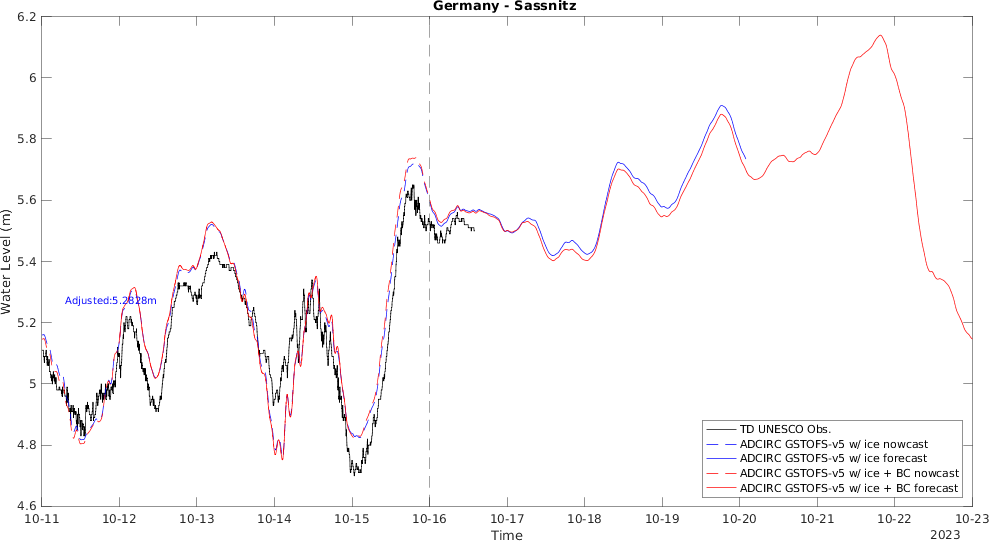 Germany - Sassnitz
6.2
6
5.8
5.6
5.4
5.2
5
4.8
4.6
Water Level (m)
Adjusted:5.2828m
TD UNESCO Obs.
ADCIRC GSTOFS-v5 w/ ice nowcast
ADCIRC GSTOFS-v5 w/ ice forecast
ADCIRC GSTOFS-v5 w/ ice + BC nowcast
ADCIRC GSTOFS-v5 w/ ice + BC forecast
10-11 10-12 10-13 10-14 10-15 10-16 10-17 10-18 10-19 10-20 10-21 10-22 10-23
Time
2023